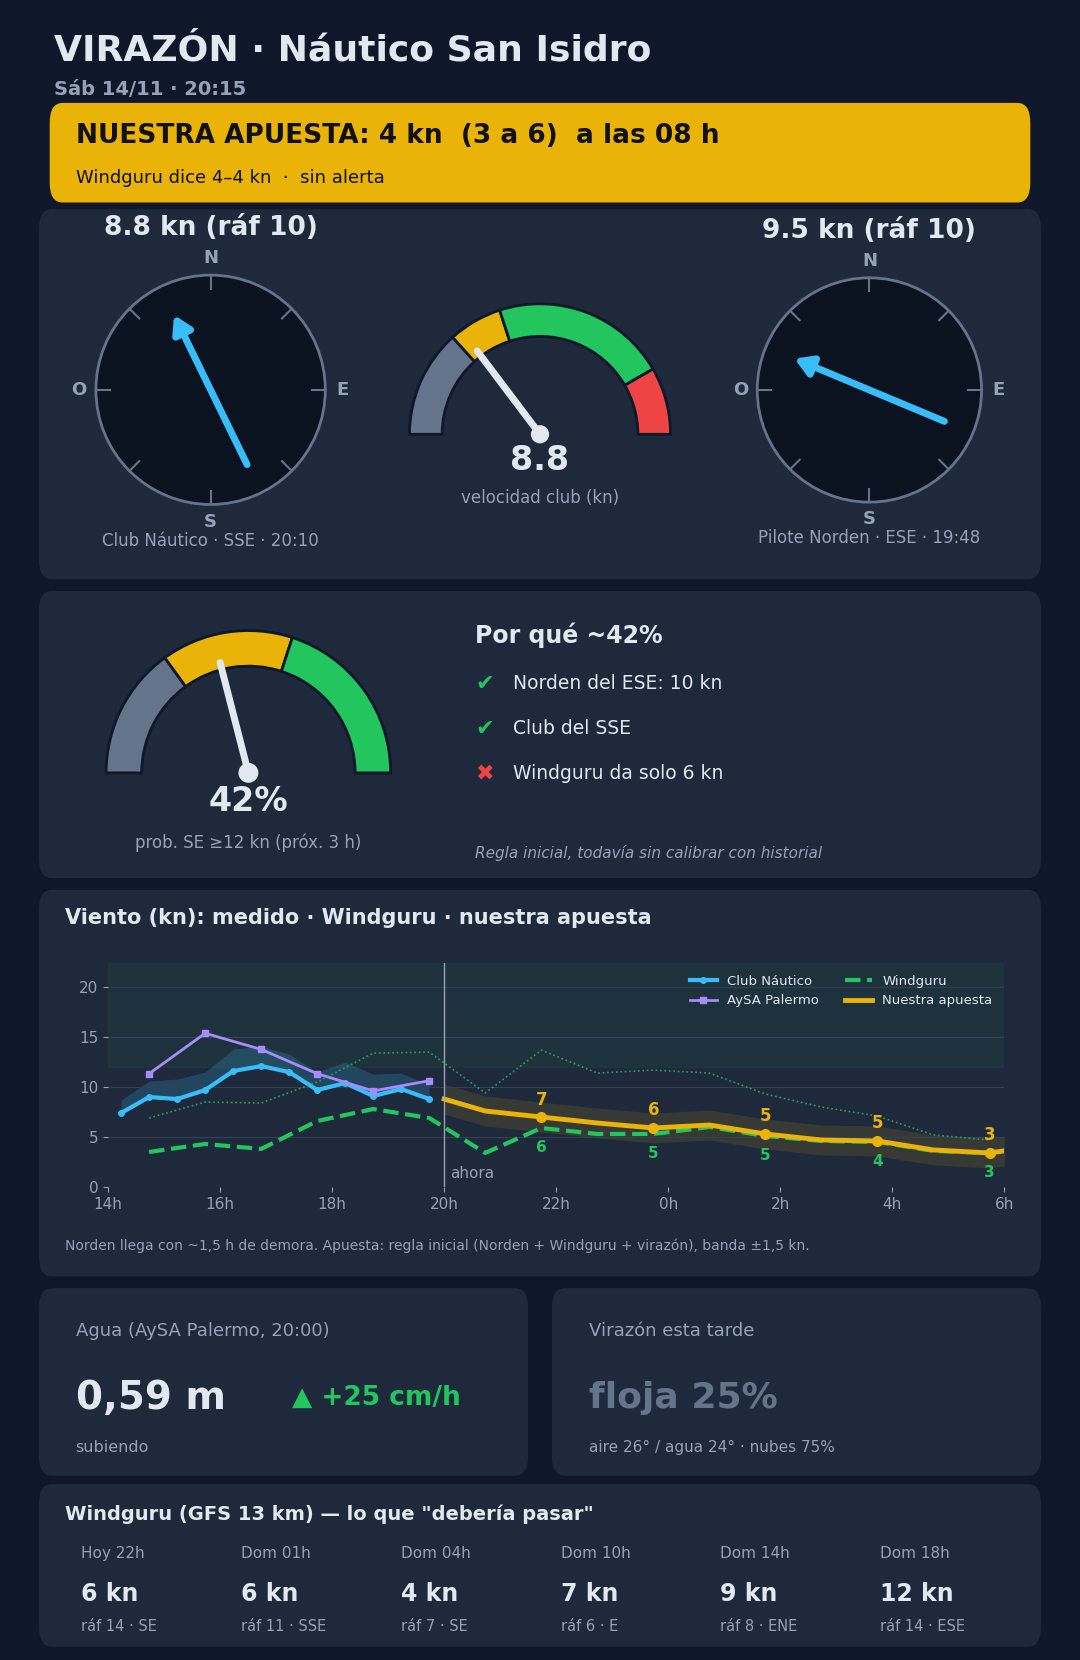 VIRAZÓN · Náutico San Isidro
Sáb 14/11 · 20:15
NUESTRA APUESTA: 4 kn  (3 a 6)  a las 08 h
Windguru dice 4–4 kn  ·  sin alerta
8.8 kn (ráf 10)
N
O
E
S
Club Náutico · SSE · 20:10
8.8
velocidad club (kn)
9.5 kn (ráf 10)
N
O
E
S
Pilote Norden · ESE · 19:48
42%
prob. SE ≥12 kn (próx. 3 h)
Por qué ~42%
✔ Norden del ESE: 10 kn
✔ Club del SSE
✖ Windguru da solo 6 kn
Regla inicial, todavía sin calibrar con historial
Viento (kn): medido · Windguru · nuestra apuesta
Club Náutico
AySA Palermo
Windguru
Nuestra apuesta
20
15
10
5
0
7
6
5
5
3
6
5
5
4
3
ahora
14h 16h 18h 20h 22h 0h 2h 4h 6h
Norden llega con ~1,5 h de demora. Apuesta: regla inicial (Norden + Windguru + virazón), banda ±1,5 kn.
Agua (AySA Palermo, 20:00)
0,59 m ▲ +25 cm/h
subiendo
Virazón esta tarde
floja 25%
aire 26° / agua 24° · nubes 75%
Windguru (GFS 13 km) — lo que "debería pasar"
Hoy 22h Dom 01h Dom 04h Dom 10h Dom 14h Dom 18h
6 kn 6 kn 4 kn 7 kn 9 kn 12 kn
ráf 14 · SE ráf 11 · SSE ráf 7 · SE ráf 6 · E ráf 8 · ENE ráf 14 · ESE